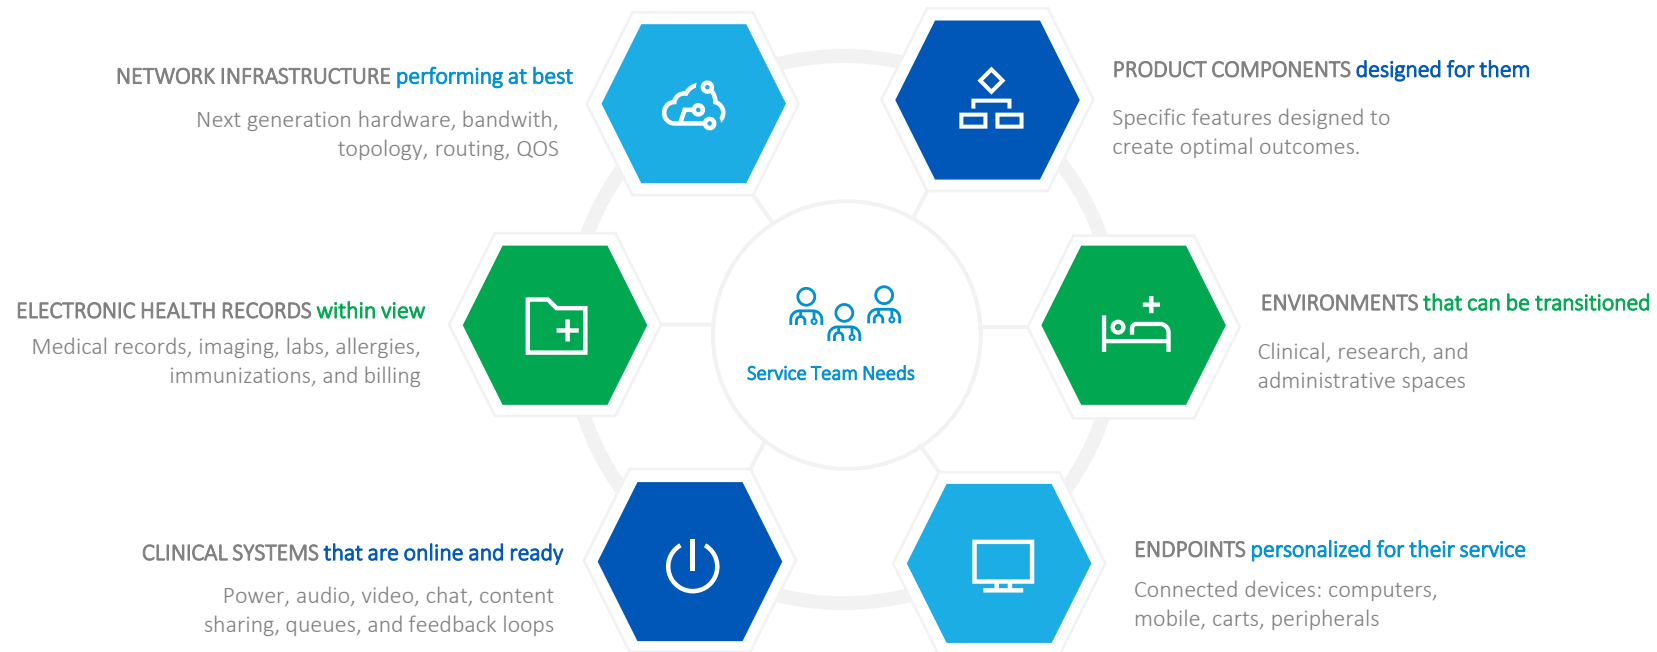 NETWORK INFRASTRUCTURE performing at best
Next generation hardware, bandwith,
topology, routing, QOS
PRODUCT COMPONENTS designed for them
Specific features designed to
create optimal outcomes.
ELECTRONIC HEALTH RECORDS within view
Medical records, imaging, labs, allergies,
immunizations, and billing
Service Team Needs
ENVIRONMENTS that can be transitioned
Clinical, research, and
administrative spaces
CLINICAL SYSTEMS that are online and ready
Power, audio, video, chat, content
sharing, queues, and feedback loops
ENDPOINTS personalized for their service
Connected devices: computers,
mobile, carts, peripherals